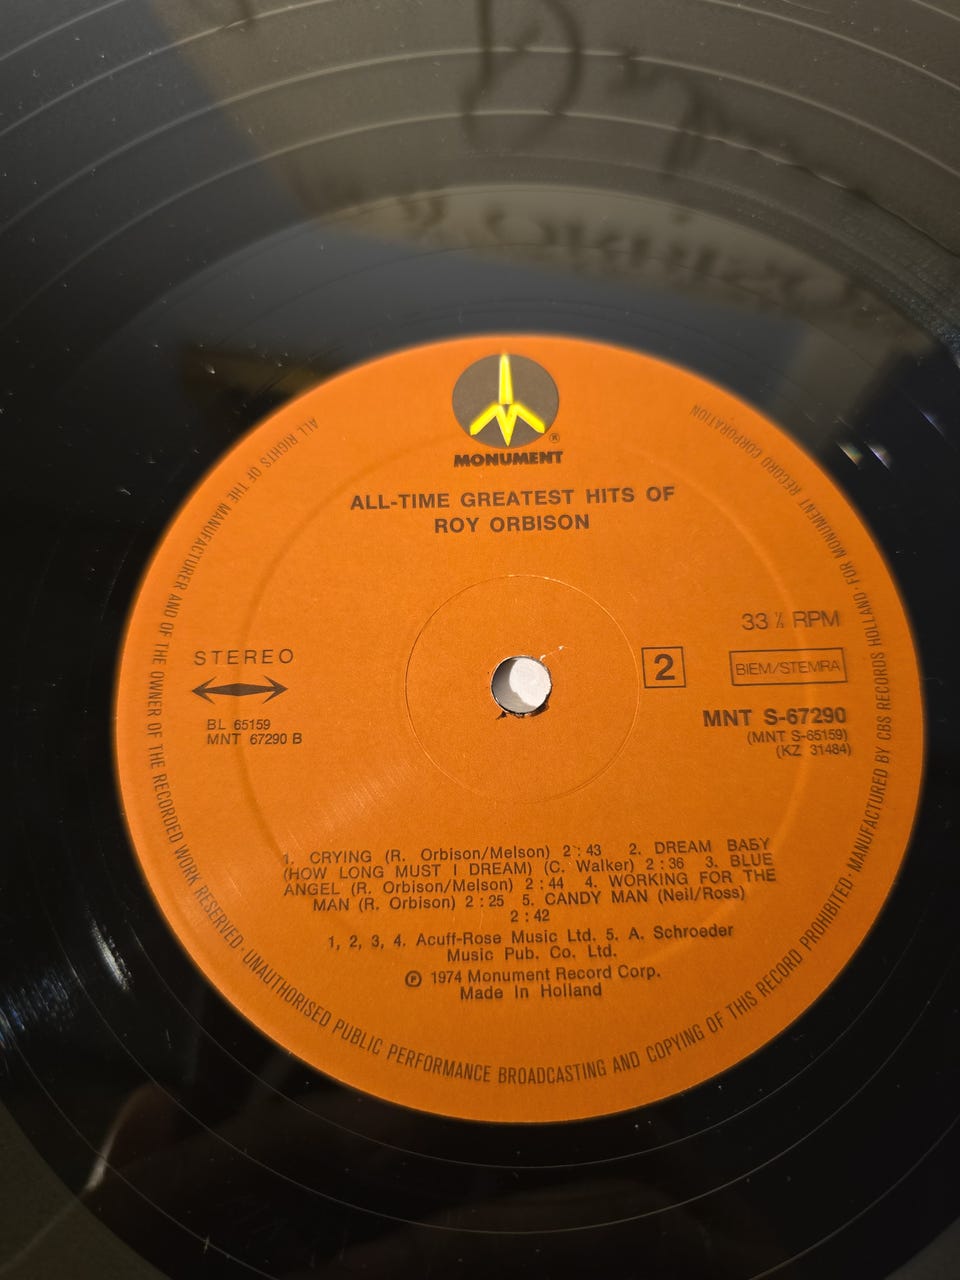 MONUMENT
®
ALL-TIME GREATEST HITS OF
ROY ORBISON
STEREO
BL 65159
MNT 67290 B
2
33 ⅓ RPM
BIEM/STEMRA
MNT S-67290
(MNT S-65159)
(KZ 31484)
1. CRYING (R. Orbison/Melson) 2:43 2. DREAM BABY
(HOW LONG MUST I DREAM) (C. Walker) 2:36 3. BLUE
ANGEL (R. Orbison/Melson) 2:44 4. WORKING FOR THE
MAN (R. Orbison) 2:25 5. CANDY MAN (Neil/Ross)
2:42
1, 2, 3, 4. Acuff-Rose Music Ltd. 5. A. Schroeder
Music Pub. Co. Ltd.
℗ 1974 Monument Record Corp.
Made In Holland
ALL RIGHTS OF THE MANUFACTURER AND OF THE OWNER OF THE RECORDED WORK RESERVED·UNAUTHORISED PUBLIC PERFORMANCE BROADCASTING AND COPYING OF THIS RECORD PROHIBITED·MANUFACTURED BY CBS RECORDS HOLLAND·FOR MONUMENT RECORD CORPORATION